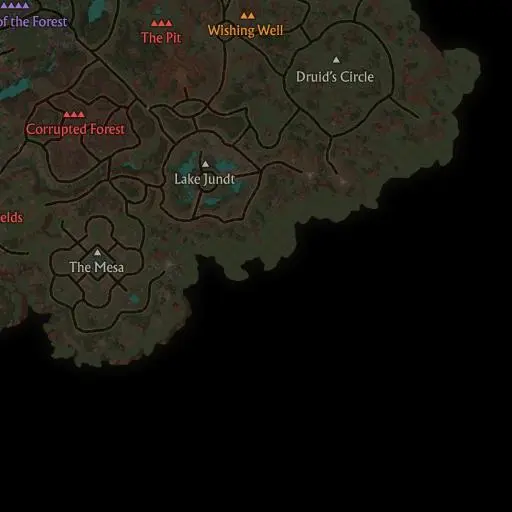 of the Forest
The Pit
Wishing Well
Druid's Circle
Corrupted Forest
Lake Jundt
elds
The Mesa